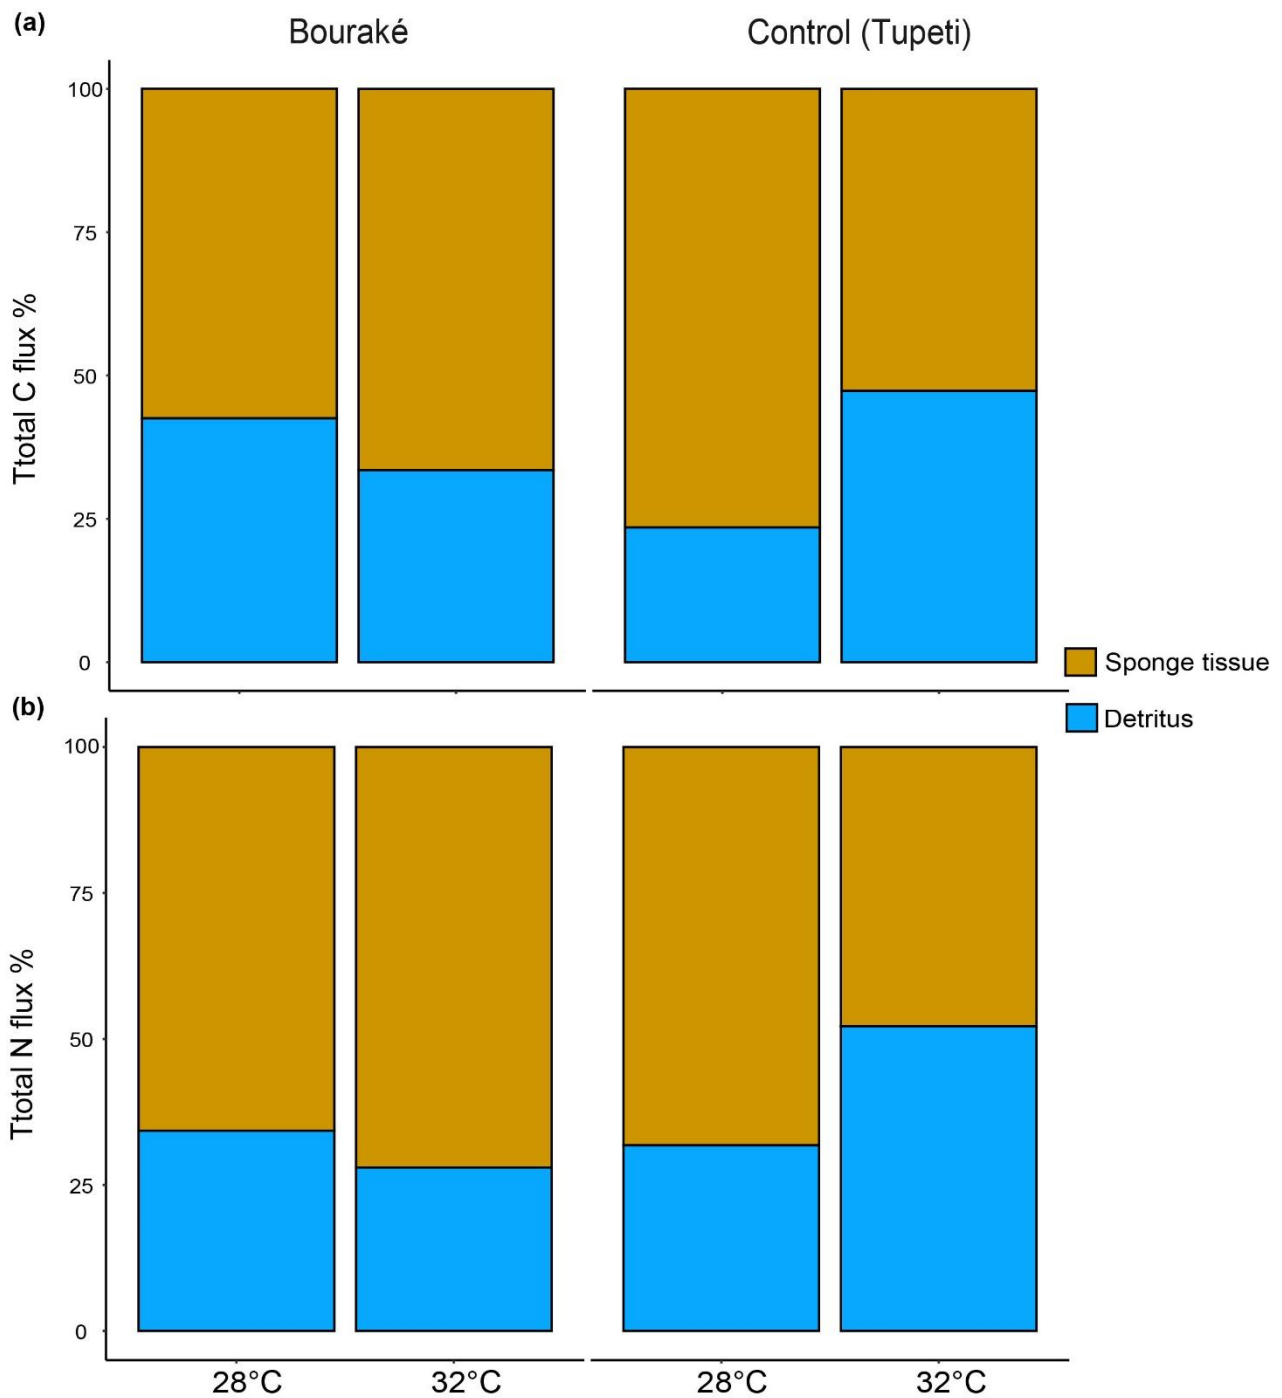 (a)
Bouraké
Control (Tupeti)
100
75
50
25
0
Ttotal C flux %
Sponge tissue
Detritus
(b)
100
75
50
25
0
Ttotal N flux %
28°C
32°C
28°C
32°C